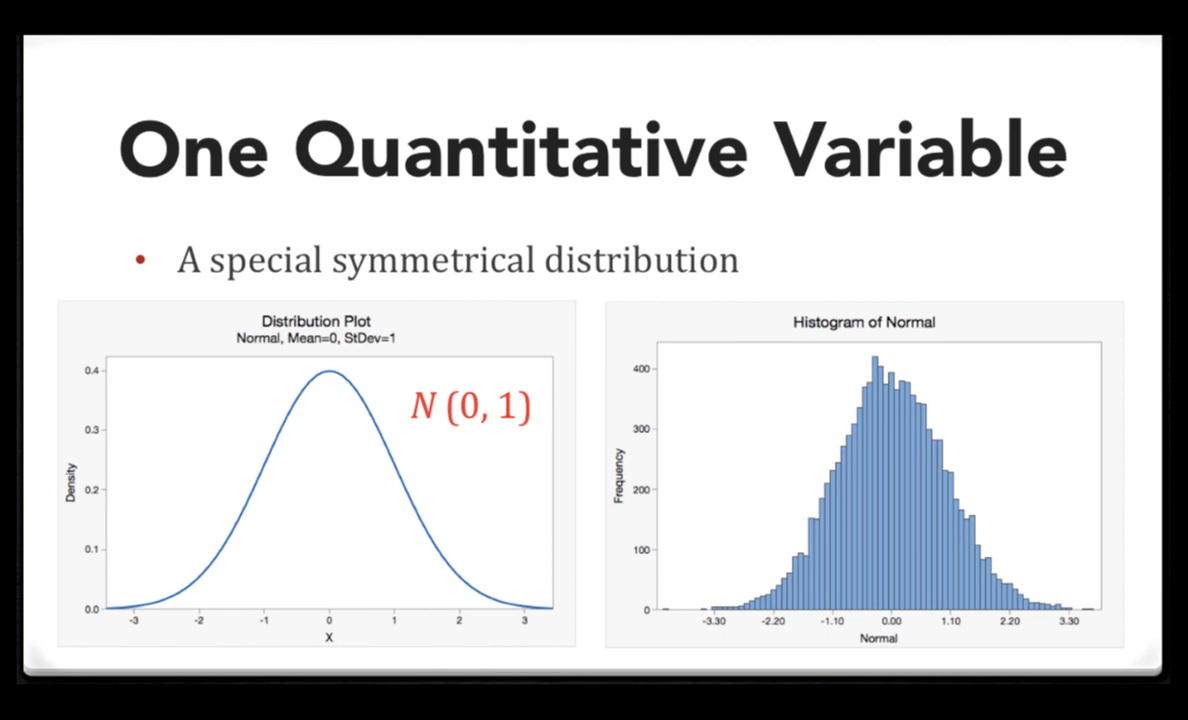 One Quantitative Variable
• A special symmetrical distribution
Distribution Plot
Normal, Mean=0, StDev=1
N (0, 1)
0.4
0.3
0.2
0.1
0.0
Density
-3 -2 -1 0 1 2 3
X
Histogram of Normal
400
300
200
100
0
Frequency
-3.30 -2.20 -1.10 0.00 1.10 2.20 3.30
Normal